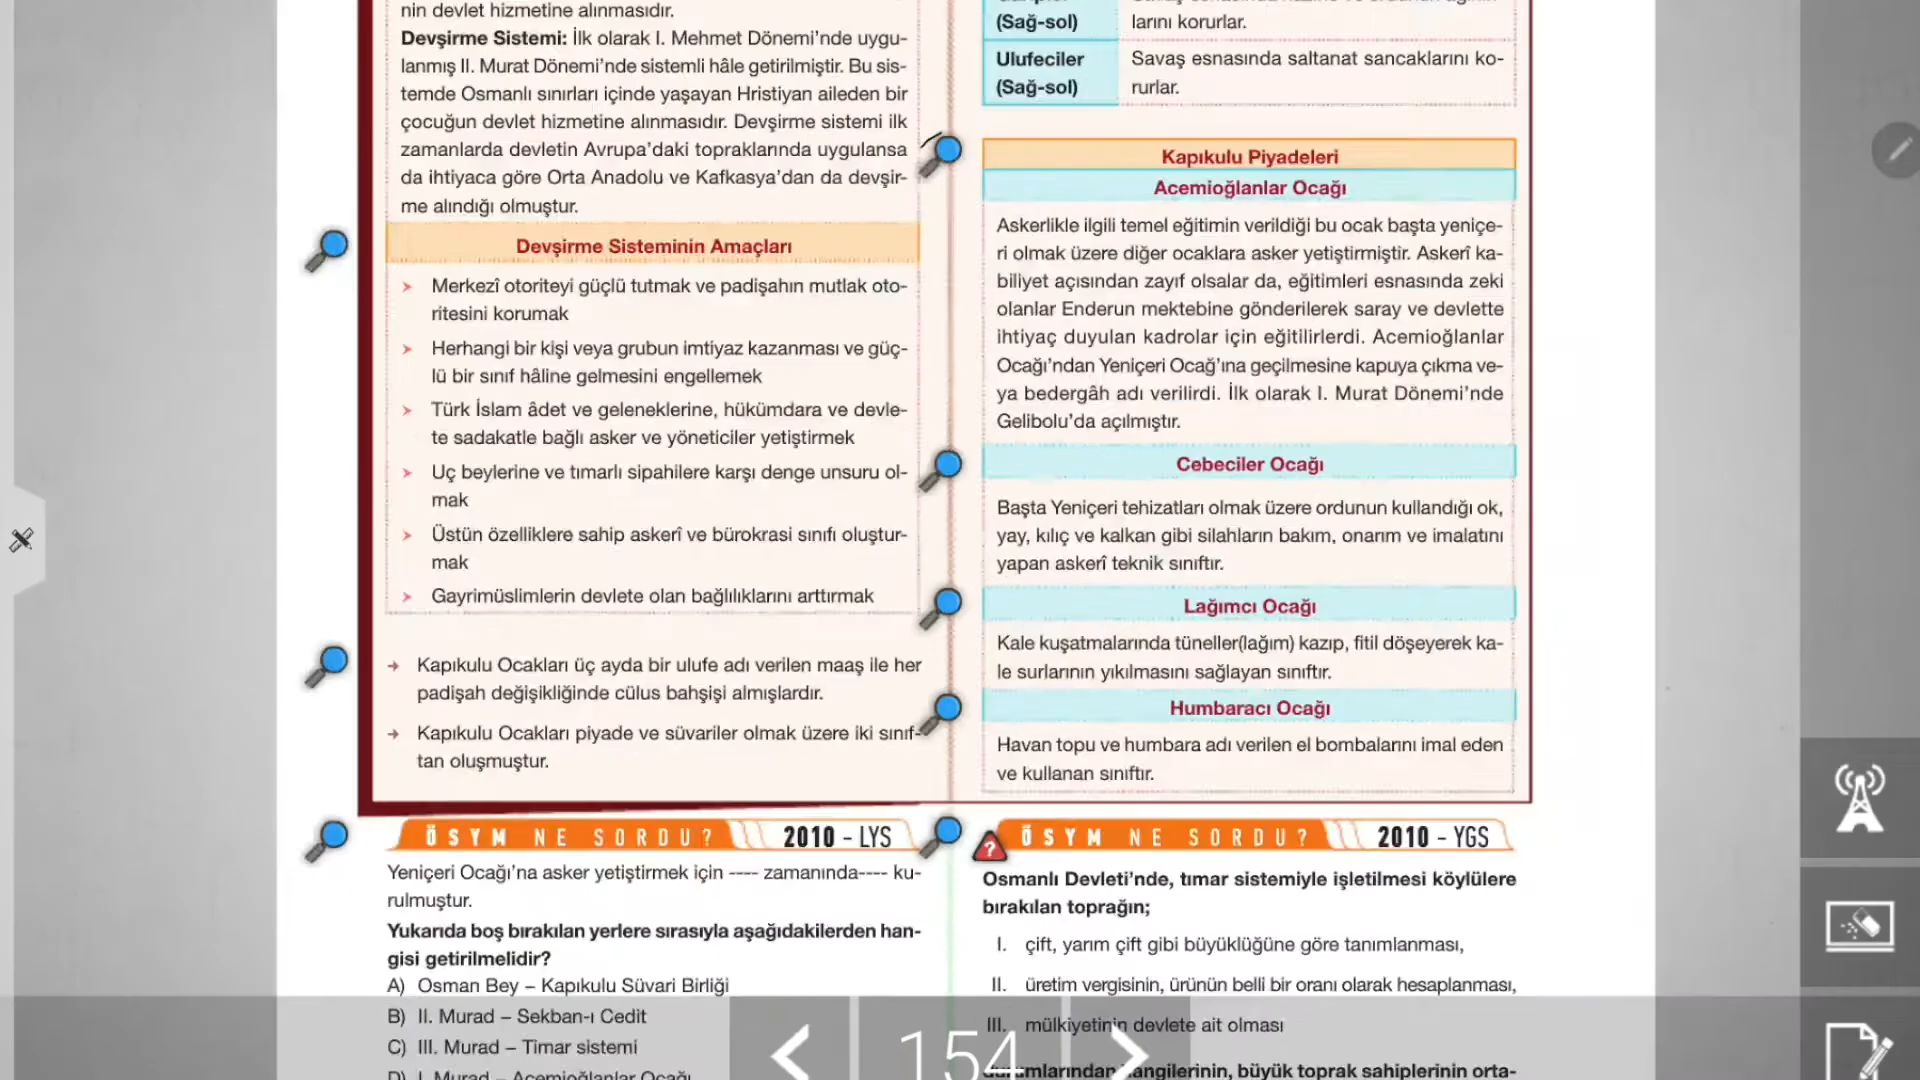 nin devlet hizmetine alınmasıdır.
Devşirme Sistemi: İlk olarak I. Mehmet Dönemi'nde uygu-
lanmış II. Murat Dönemi'nde sistemli hâle getirilmiştir. Bu sis-
temde Osmanlı sınırları içinde yaşayan Hristiyan aileden bir
çocuğun devlet hizmetine alınmasıdır. Devşirme sistemi ilk
zamanlarda devletin Avrupa'daki topraklarında uygulansa
da ihtiyaca göre Orta Anadolu ve Kafkasya'dan da devşir-
me alındığı olmuştur.
Devşirme Sisteminin Amaçları
Merkezî otoriteyi güçlü tutmak ve padişahın mutlak oto-
ritesini korumak
Herhangi bir kişi veya grubun imtiyaz kazanması ve güç-
lü bir sınıf hâline gelmesini engellemek
Türk İslam âdet ve geleneklerine, hükümdara ve devle-
te sadakatle bağlı asker ve yöneticiler yetiştirmek
Uç beylerine ve tımarlı sipahilere karşı denge unsuru ol-
mak
Üstün özelliklere sahip askerî ve bürokrasi sınıfı oluştur-
mak
Gayrimüslimlerin devlete olan bağlılıklarını arttırmak
Kapıkulu Ocakları üç ayda bir ulufe adı verilen maaş ile her
padişah değişikliğinde cülus bahşişi almışlardır.
Kapıkulu Ocakları piyade ve süvariler olmak üzere iki sınıf-
tan oluşmuştur.
ÖSYM NE SORDU? 2010 - LYS
Yeniçeri Ocağı'na asker yetiştirmek için ---- zamanında---- ku-
rulmuştur.
Yukarıda boş bırakılan yerlere sırasıyla aşağıdakilerden han-
gisi getirilmelidir?
A) Osman Bey – Kapıkulu Süvari Birliği
B) II. Murad – Sekban-ı Cedit
C) III. Murad – Timar sistemi
D) I. Murad – Acemioğlanlar Ocağı
(Sağ-sol)
larını korurlar.
Ulufeciler
(Sağ-sol)
Savaş esnasında saltanat sancaklarını ko-
rurlar.
Kapıkulu Piyadeleri
Acemioğlanlar Ocağı
Askerlikle ilgili temel eğitimin verildiği bu ocak başta yeniçe-
ri olmak üzere diğer ocaklara asker yetiştirmiştir. Askerî ka-
biliyet açısından zayıf olsalar da, eğitimleri esnasında zeki
olanlar Enderun mektebine gönderilerek saray ve devlette
ihtiyaç duyulan kadrolar için eğitilirlerdi. Acemioğlanlar
Ocağı'ndan Yeniçeri Ocağ'ına geçilmesine kapuya çıkma ve-
ya bedergâh adı verilirdi. İlk olarak I. Murat Dönemi'nde
Gelibolu'da açılmıştır.
Cebeciler Ocağı
Başta Yeniçeri tehizatları olmak üzere ordunun kullandığı ok,
yay, kılıç ve kalkan gibi silahların bakım, onarım ve imalatını
yapan askerî teknik sınıftır.
Lağımcı Ocağı
Kale kuşatmalarında tüneller(lağım) kazıp, fitil döşeyerek ka-
le surlarının yıkılmasını sağlayan sınıftır.
Humbaracı Ocağı
Havan topu ve humbara adı verilen el bombalarını imal eden
ve kullanan sınıftır.
ÖSYM NE SORDU? 2010 - YGS
Osmanlı Devleti'nde, tımar sistemiyle işletilmesi köylülere
bırakılan toprağın;
I. çift, yarım çift gibi büyüklüğüne göre tanımlanması,
II. üretim vergisinin, ürünün belli bir oranı olarak hesaplanması,
III. mülkiyetinin devlete ait olması
büyük toprak sahiplerinin orta-
154